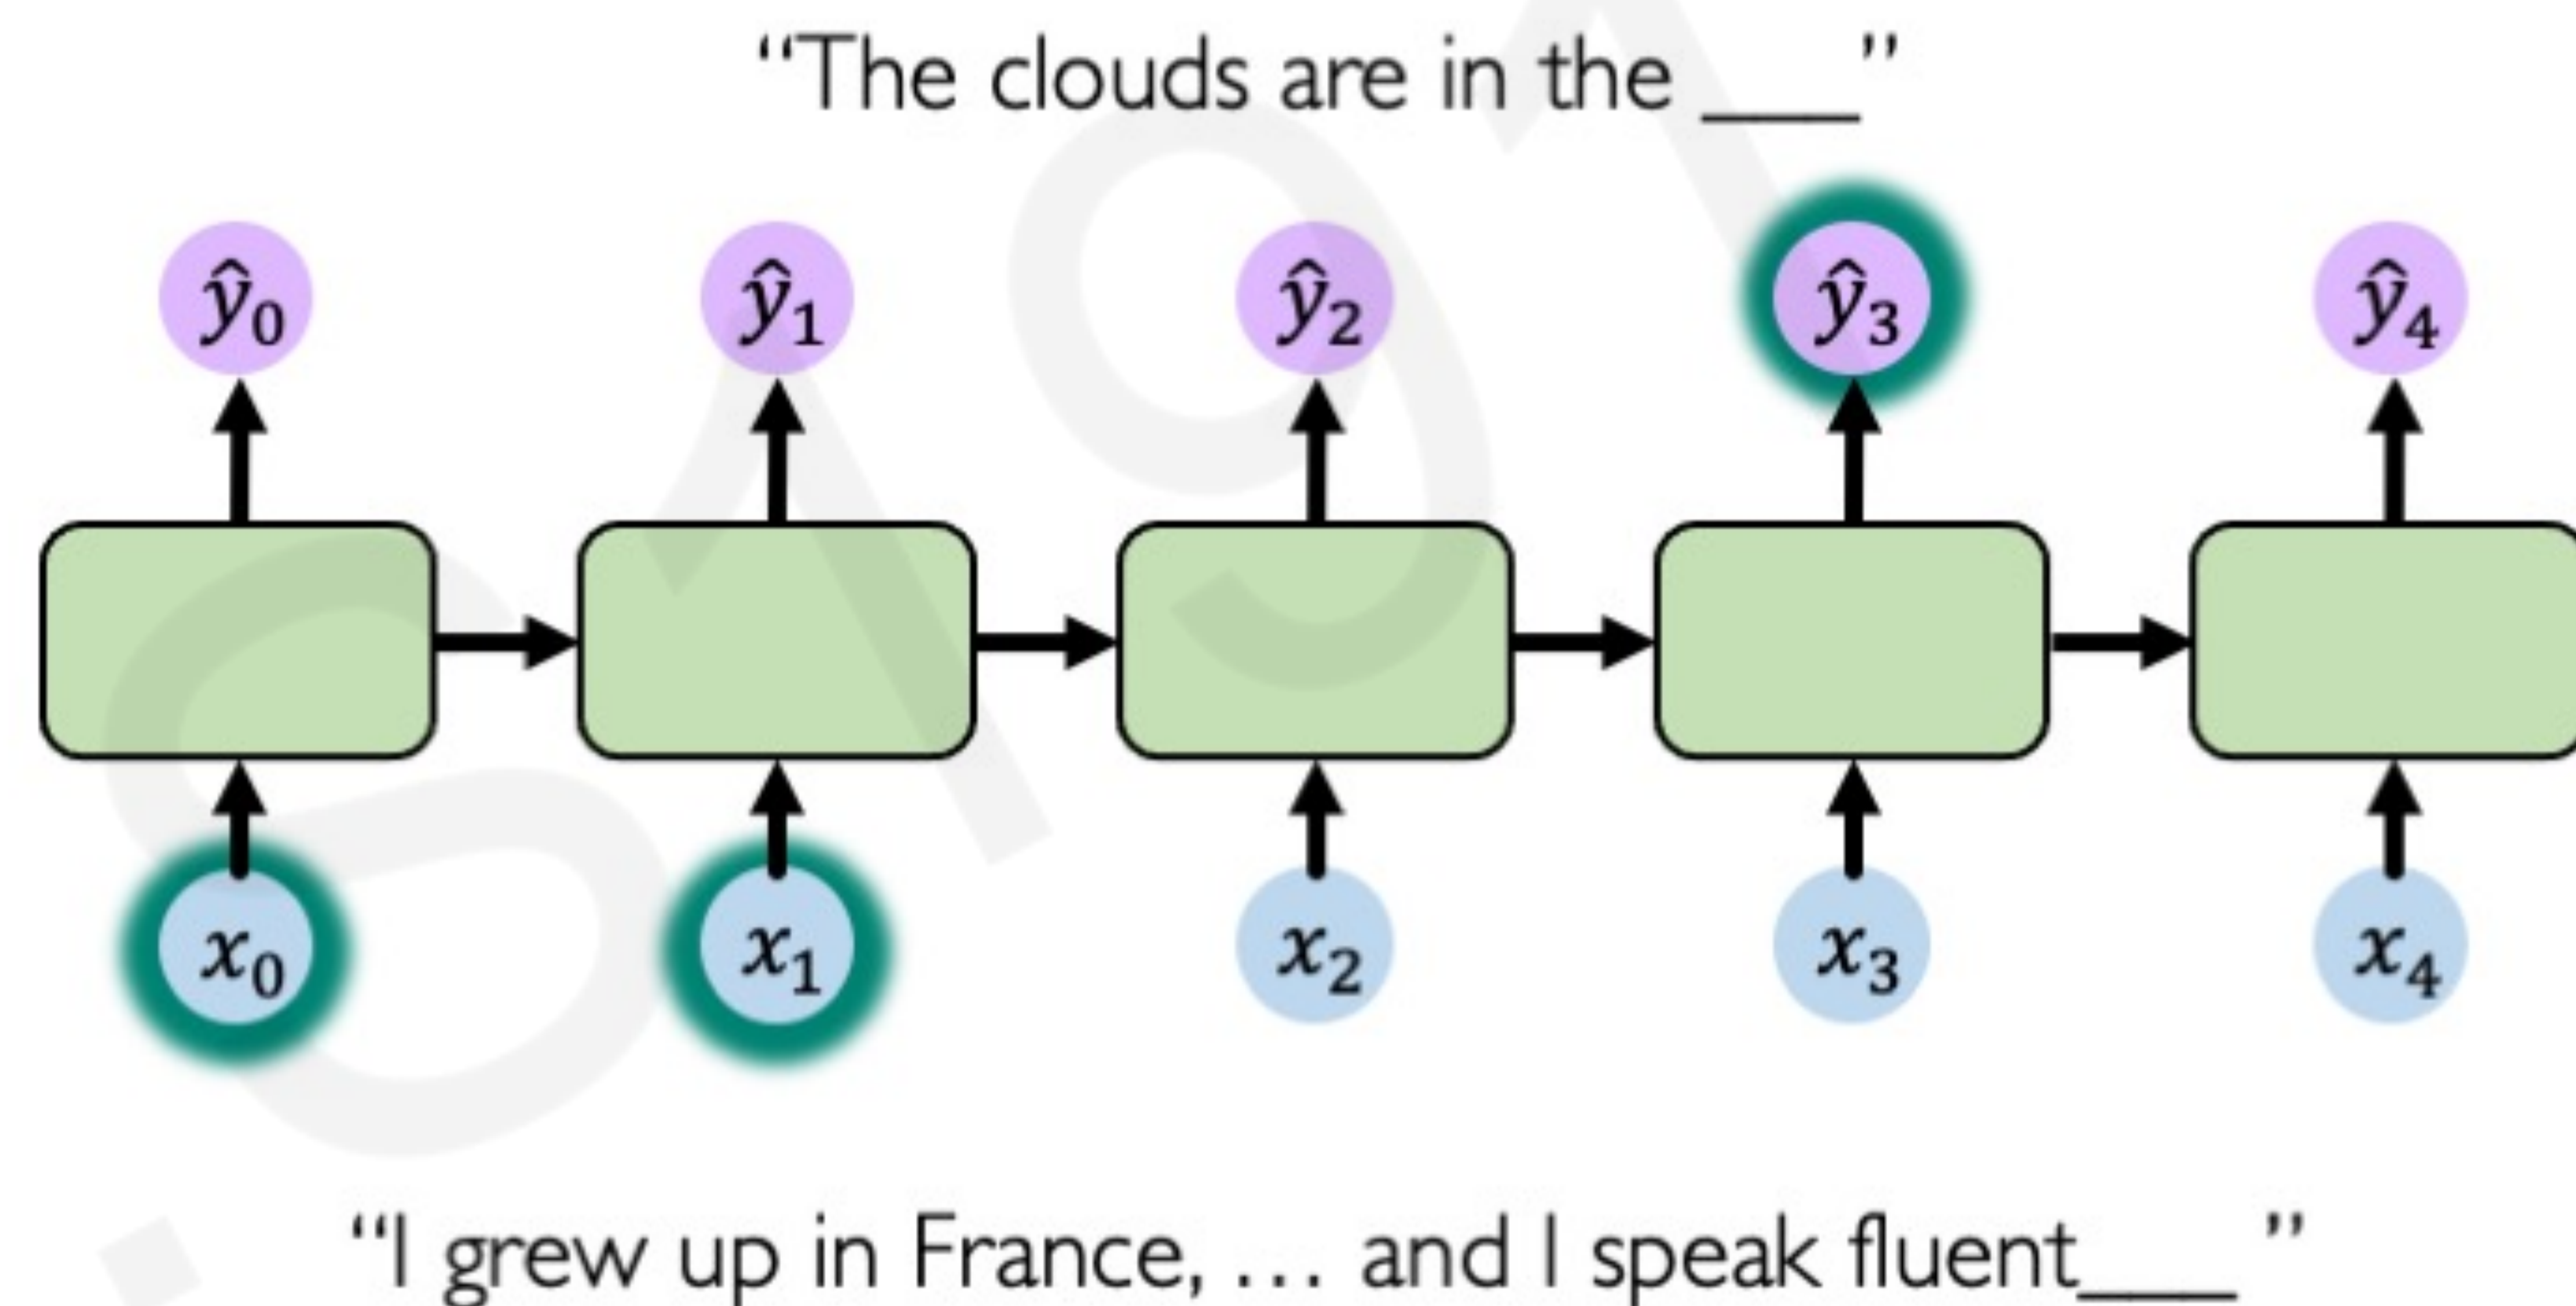 “The clouds are in the ___”
ŷ0 ŷ1 ŷ2 ŷ3 ŷ4
x0 x1 x2 x3 x4
“I grew up in France, … and I speak fluent___ ”